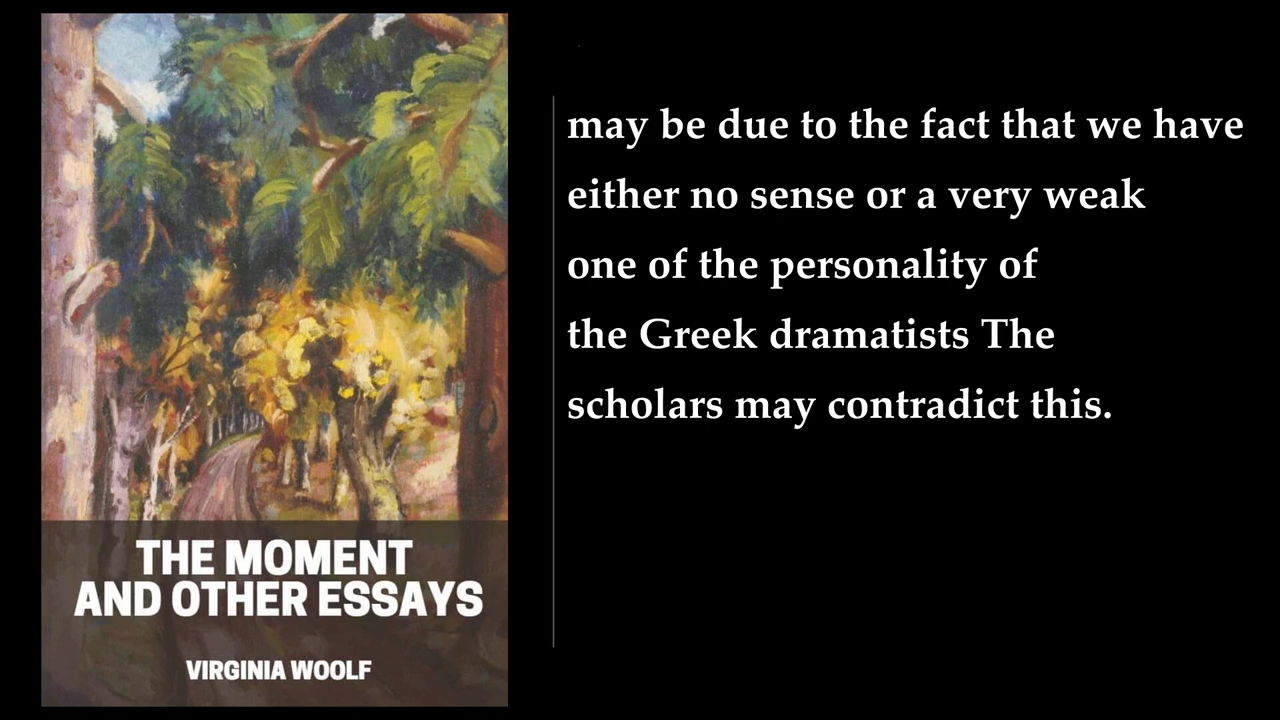 THE MOMENT
AND OTHER ESSAYS
VIRGINIA WOOLF
may be due to the fact that we have
either no sense or a very weak
one of the personality of
the Greek dramatists The
scholars may contradict this.